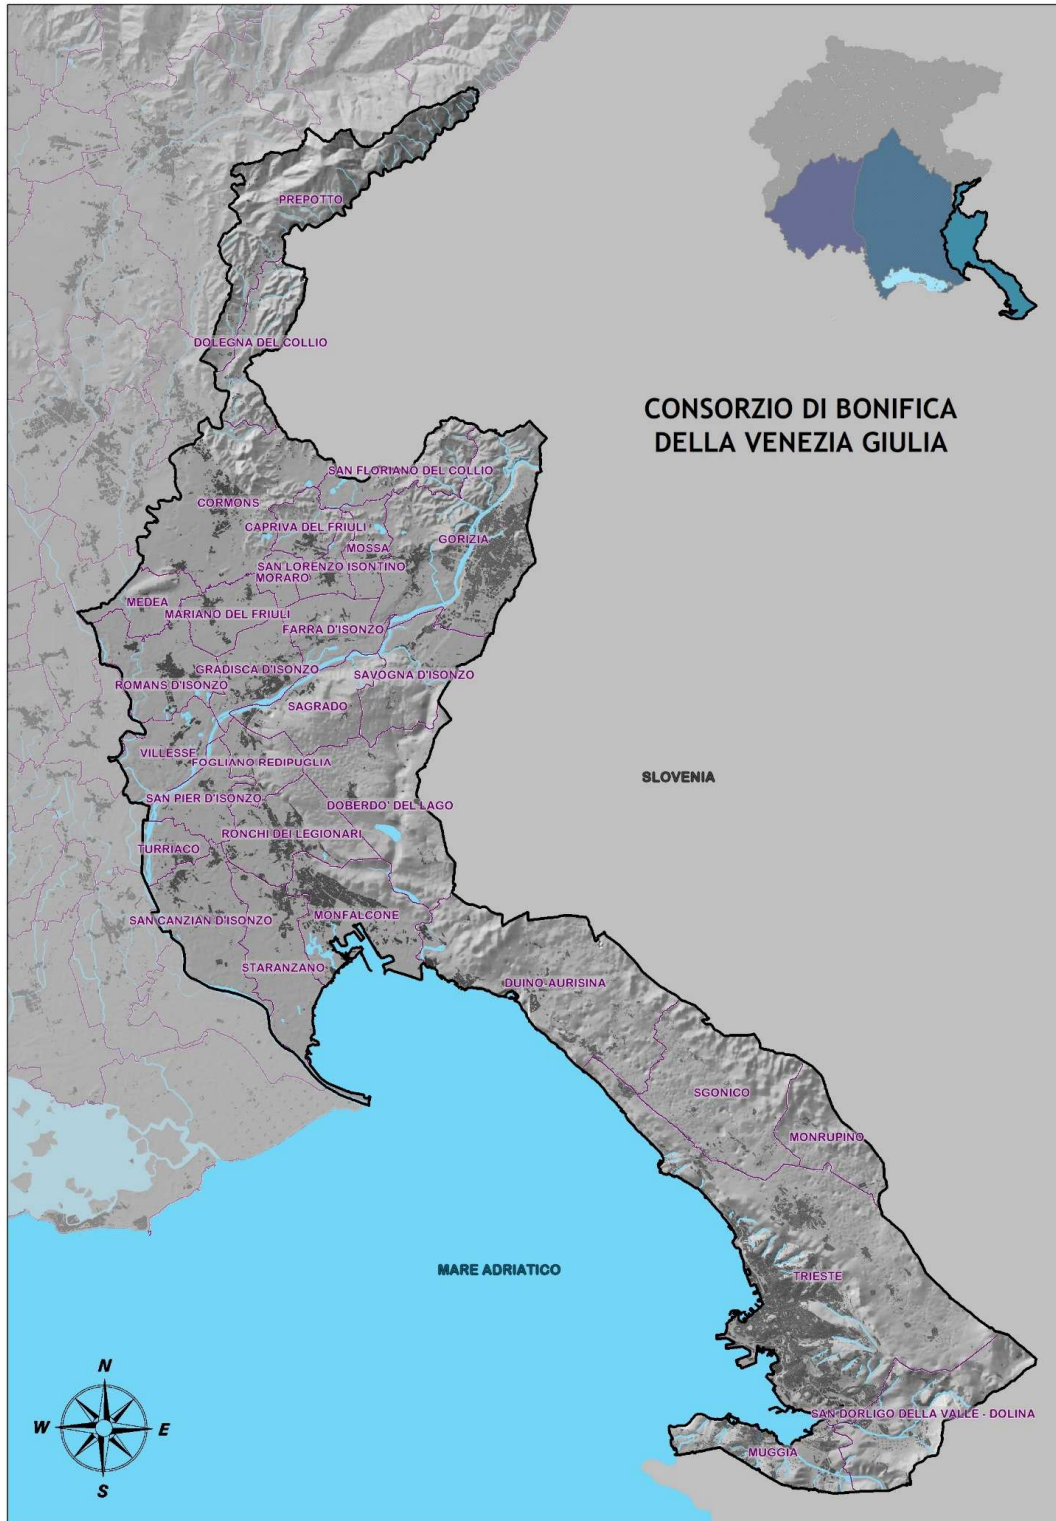 PREPOTTO
DOLEGNA DEL COLLIO
CONSORZIO DI BONIFICA
DELLA VENEZIA GIULIA
SAN FLORIANO DEL COLLIO
CORMONS
CAPRIVA DEL FRIULI
GORIZIA
MOSSA
SAN LORENZO ISONTINO
MORARO
MEDEA
MARIANO DEL FRIULI
FARRA D'ISONZO
GRADISCA D'ISONZO
SAVOGNA D'ISONZO
ROMANS D'ISONZO
SAGRADO
VILLESSE
FOGLIANO REDIPUGLIA
SLOVENIA
SAN PIER D'ISONZO
DOBERDO' DEL LAGO
RONCHI DEI LEGIONARI
TURRIACO
SAN CANZIAN D'ISONZO
MONFALCONE
STARANZANO
DUINO-AURISINA
SGONICO
MONRUPINO
MARE ADRIATICO
TRIESTE
N
W
E
S
SAN DORLIGO DELLA VALLE - DOLINA
MUGGIA